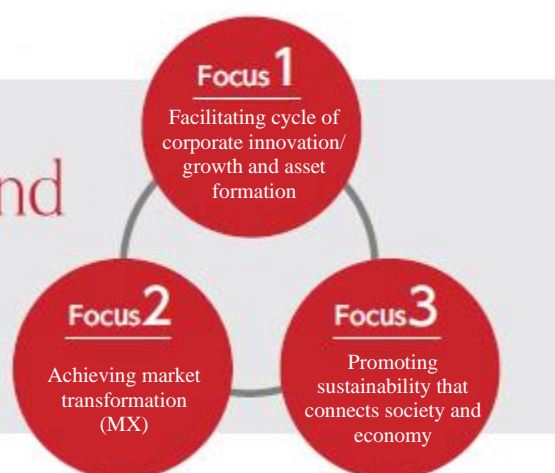 Focus 1
Facilitating cycle of
corporate innovation/
growth and asset
formation
nd
Focus 2
Achieving market
transformation
(MX)
Focus 3
Promoting
sustainability that
connects society and
economy